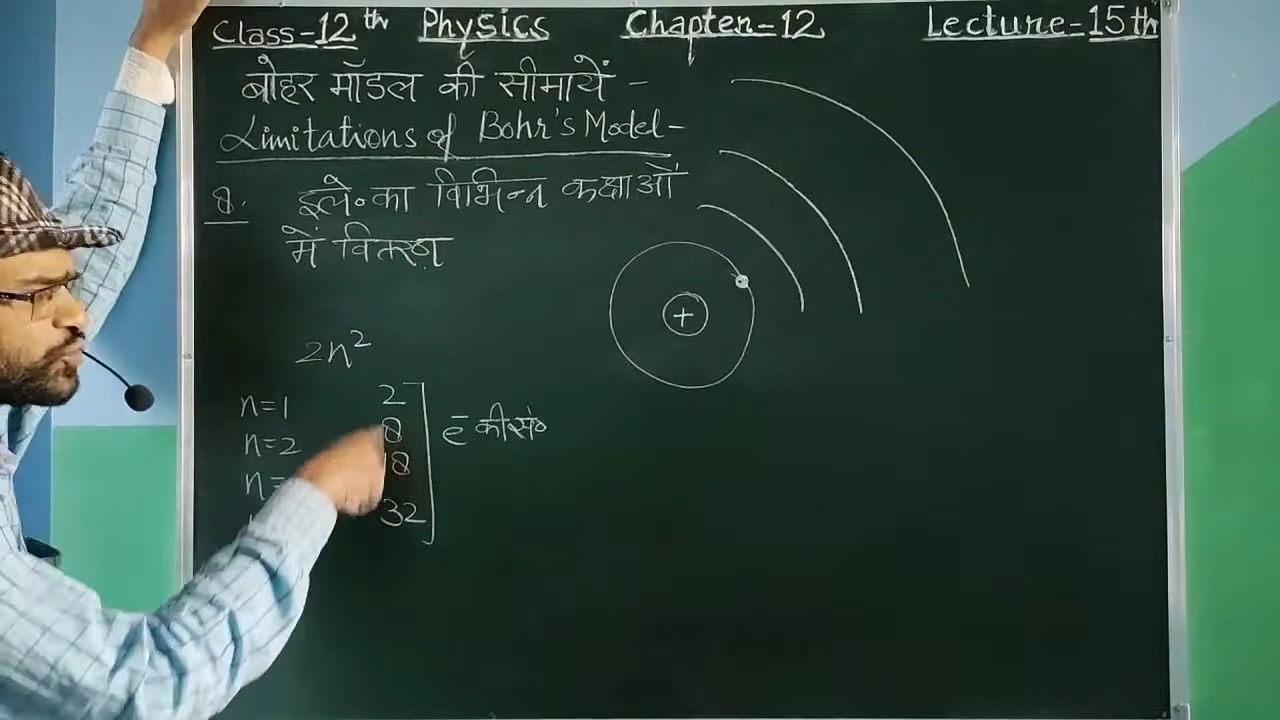 Class-12th Physics Chapter-12 Lecture-15th
बोहर मॉडल की सीमायें -
Limitations of Bohr's Model-
8. इले० का विभिन्न कक्षाओं
में वितरण
+
2n²
n=1 2
n=2 8
n= 18
32
e⁻ की सं०